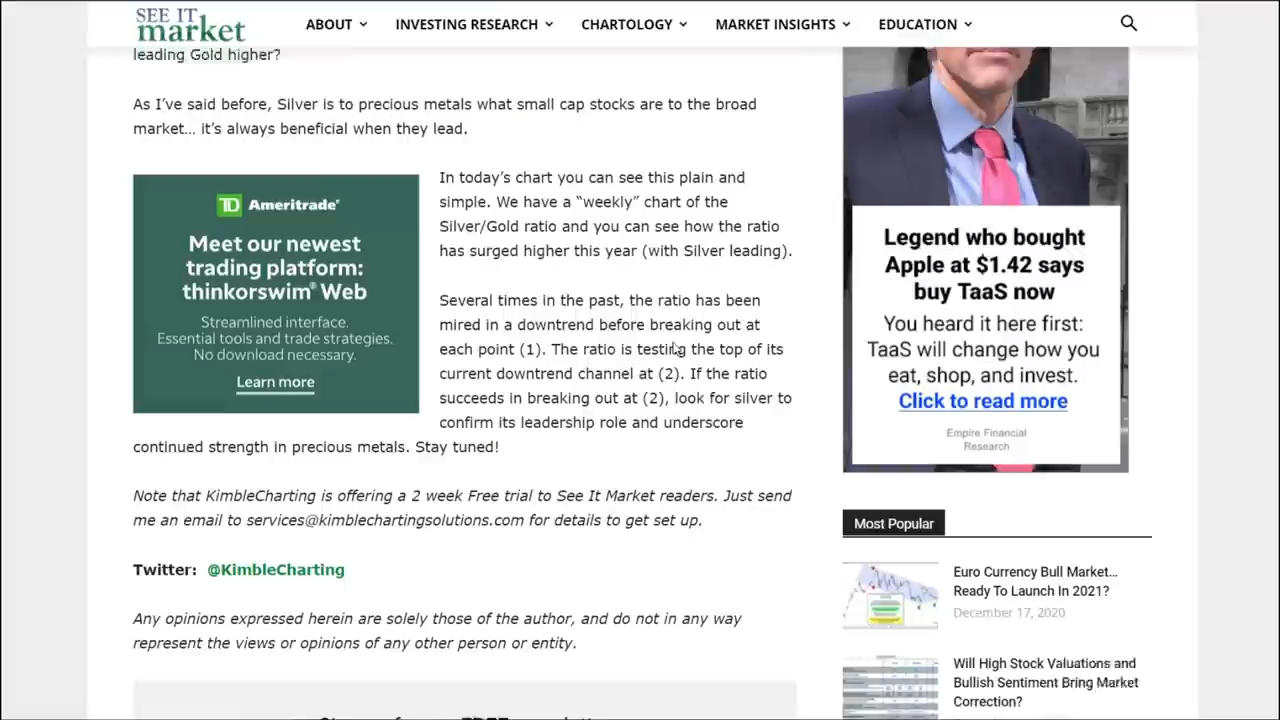 SEE IT
market
ABOUT
INVESTING RESEARCH
CHARTOLOGY
MARKET INSIGHTS
EDUCATION
leading Gold higher?
As I’ve said before, Silver is to precious metals what small cap stocks are to the broad
market… it’s always beneficial when they lead.
TD Ameritrade
Meet our newest
trading platform:
thinkorswim® Web
Streamlined interface.
Essential tools and trade strategies.
No download necessary.
Learn more
In today’s chart you can see this plain and
simple. We have a “weekly” chart of the
Silver/Gold ratio and you can see how the ratio
has surged higher this year (with Silver leading).
Several times in the past, the ratio has been
mired in a downtrend before breaking out at
each point (1). The ratio is testing the top of its
current downtrend channel at (2). If the ratio
succeeds in breaking out at (2), look for silver to
confirm its leadership role and underscore
continued strength in precious metals. Stay tuned!
Note that KimbleCharting is offering a 2 week Free trial to See It Market readers. Just send
me an email to services@kimblechartingsolutions.com for details to get set up.
Twitter: @KimbleCharting
Any opinions expressed herein are solely those of the author, and do not in any way
represent the views or opinions of any other person or entity.
Legend who bought
Apple at $1.42 says
buy TaaS now
You heard it here first:
TaaS will change how you
eat, shop, and invest.
Click to read more
Empire Financial
Research
Most Popular
Euro Currency Bull Market…
Ready To Launch In 2021?
December 17, 2020
Will High Stock Valuations and
Bullish Sentiment Bring Market
Correction?